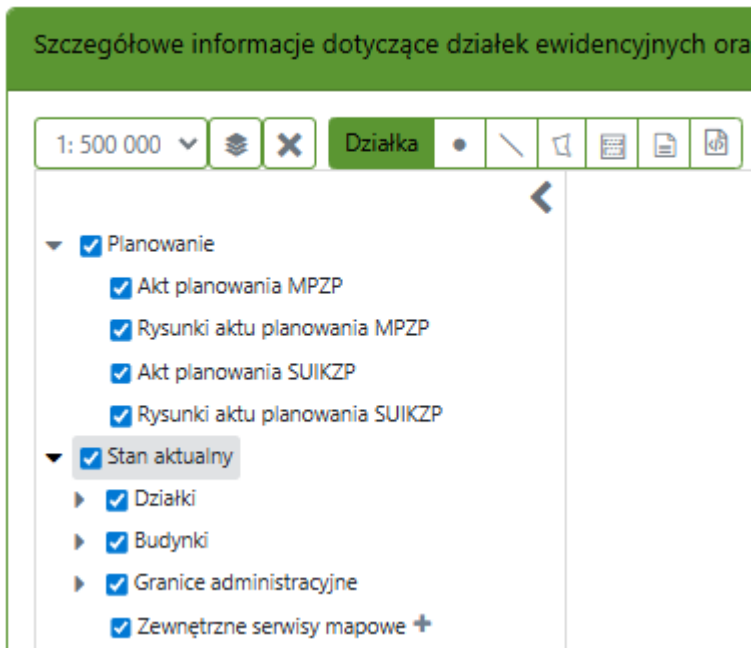 Szczegółowe informacje dotyczące działek ewidencyjnych ora
1: 500 000 Działka
Planowanie
Akt planowania MPZP
Rysunki aktu planowania MPZP
Akt planowania SUIKZP
Rysunki aktu planowania SUIKZP
Stan aktualny
Działki
Budynki
Granice administracyjne
Zewnętrzne serwisy mapowe +